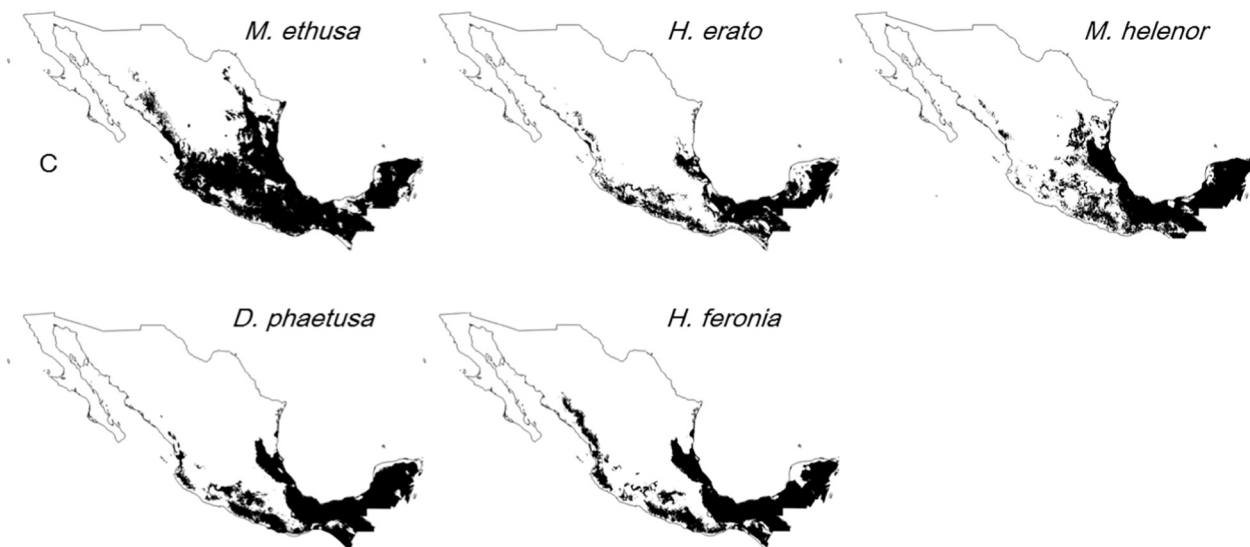 M. ethusa
H. erato
M. helenor
C
D. phaetusa
H. feronia